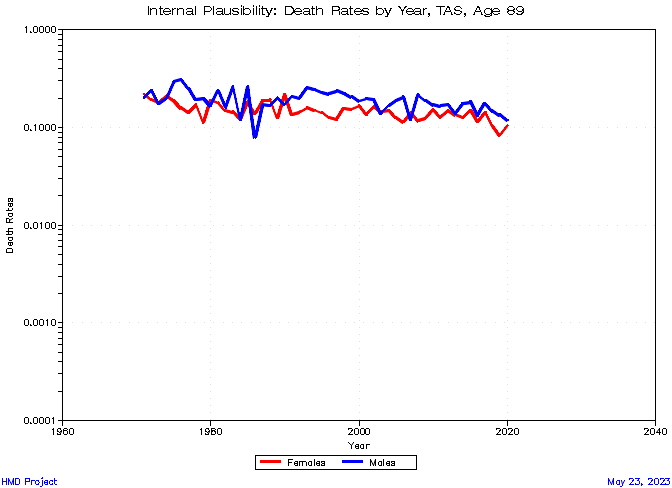 Internal Plausibility: Death Rates by Year, TAS, Age 89
1.0000
0.1000
0.0100
0.0010
0.0001
Death Rates
1960
1980
2000
2020
2040
Year
Females
Males
HMD Project
May 23, 2023